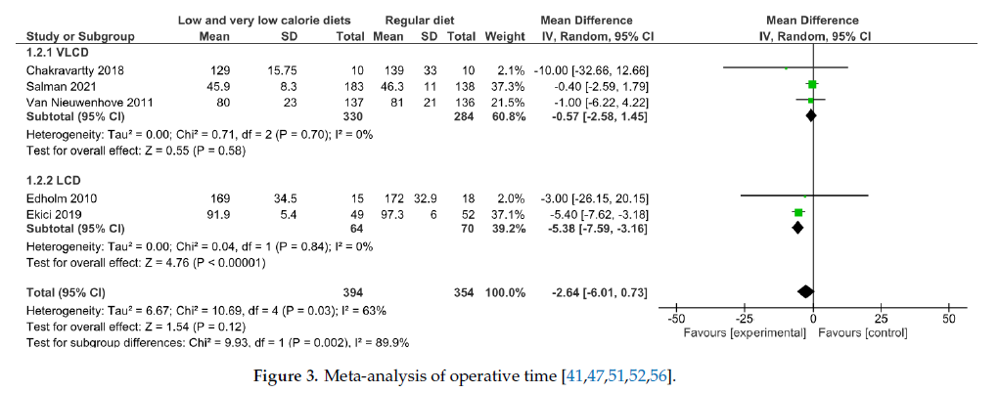 Low and very low calorie diets Regular diet Mean Difference Mean Difference
Study or Subgroup Mean SD Total Mean SD Total Weight IV, Random, 95% CI IV, Random, 95% CI
1.2.1 VLCD
Chakravartty 2018 129 15.75 10 139 33 10 2.1% -10.00 [-32.66, 12.66]
Salman 2021 45.9 8.3 183 46.3 11 138 37.3% -0.40 [-2.59, 1.79]
Van Nieuwenhove 2011 80 23 137 81 21 136 21.5% -1.00 [-6.22, 4.22]
Subtotal (95% CI) 330 284 60.8% -0.57 [-2.58, 1.45]
Heterogeneity: Tau² = 0.00; Chi² = 0.71, df = 2 (P = 0.70); I² = 0%
Test for overall effect: Z = 0.55 (P = 0.58)
1.2.2 LCD
Edholm 2010 169 34.5 15 172 32.9 18 2.0% -3.00 [-26.15, 20.15]
Ekici 2019 91.9 5.4 49 97.3 6 52 37.1% -5.40 [-7.62, -3.18]
Subtotal (95% CI) 64 70 39.2% -5.38 [-7.59, -3.16]
Heterogeneity: Tau² = 0.00; Chi² = 0.04, df = 1 (P = 0.84); I² = 0%
Test for overall effect: Z = 4.76 (P < 0.00001)
Total (95% CI) 394 354 100.0% -2.64 [-6.01, 0.73]
Heterogeneity: Tau² = 6.67; Chi² = 10.69, df = 4 (P = 0.03); I² = 63%
Test for overall effect: Z = 1.54 (P = 0.12)
Test for subgroup differences: Chi² = 9.93, df = 1 (P = 0.002), I² = 89.9%
-50 -25 0 25 50
Favours [experimental] Favours [control]
Figure 3. Meta-analysis of operative time [41,47,51,52,56].